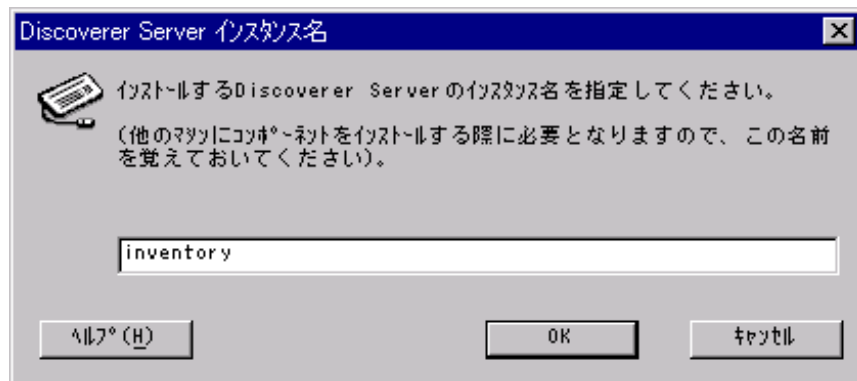 Discoverer Server インスタンス名
インストールするDiscoverer Serverのインスタンス名を指定してください。
(他のマシンにコンポーネントをインストールする際に必要となりますので、この名前
を覚えておいてください)。
inventory
ヘルプ(H)
OK
キャンセル